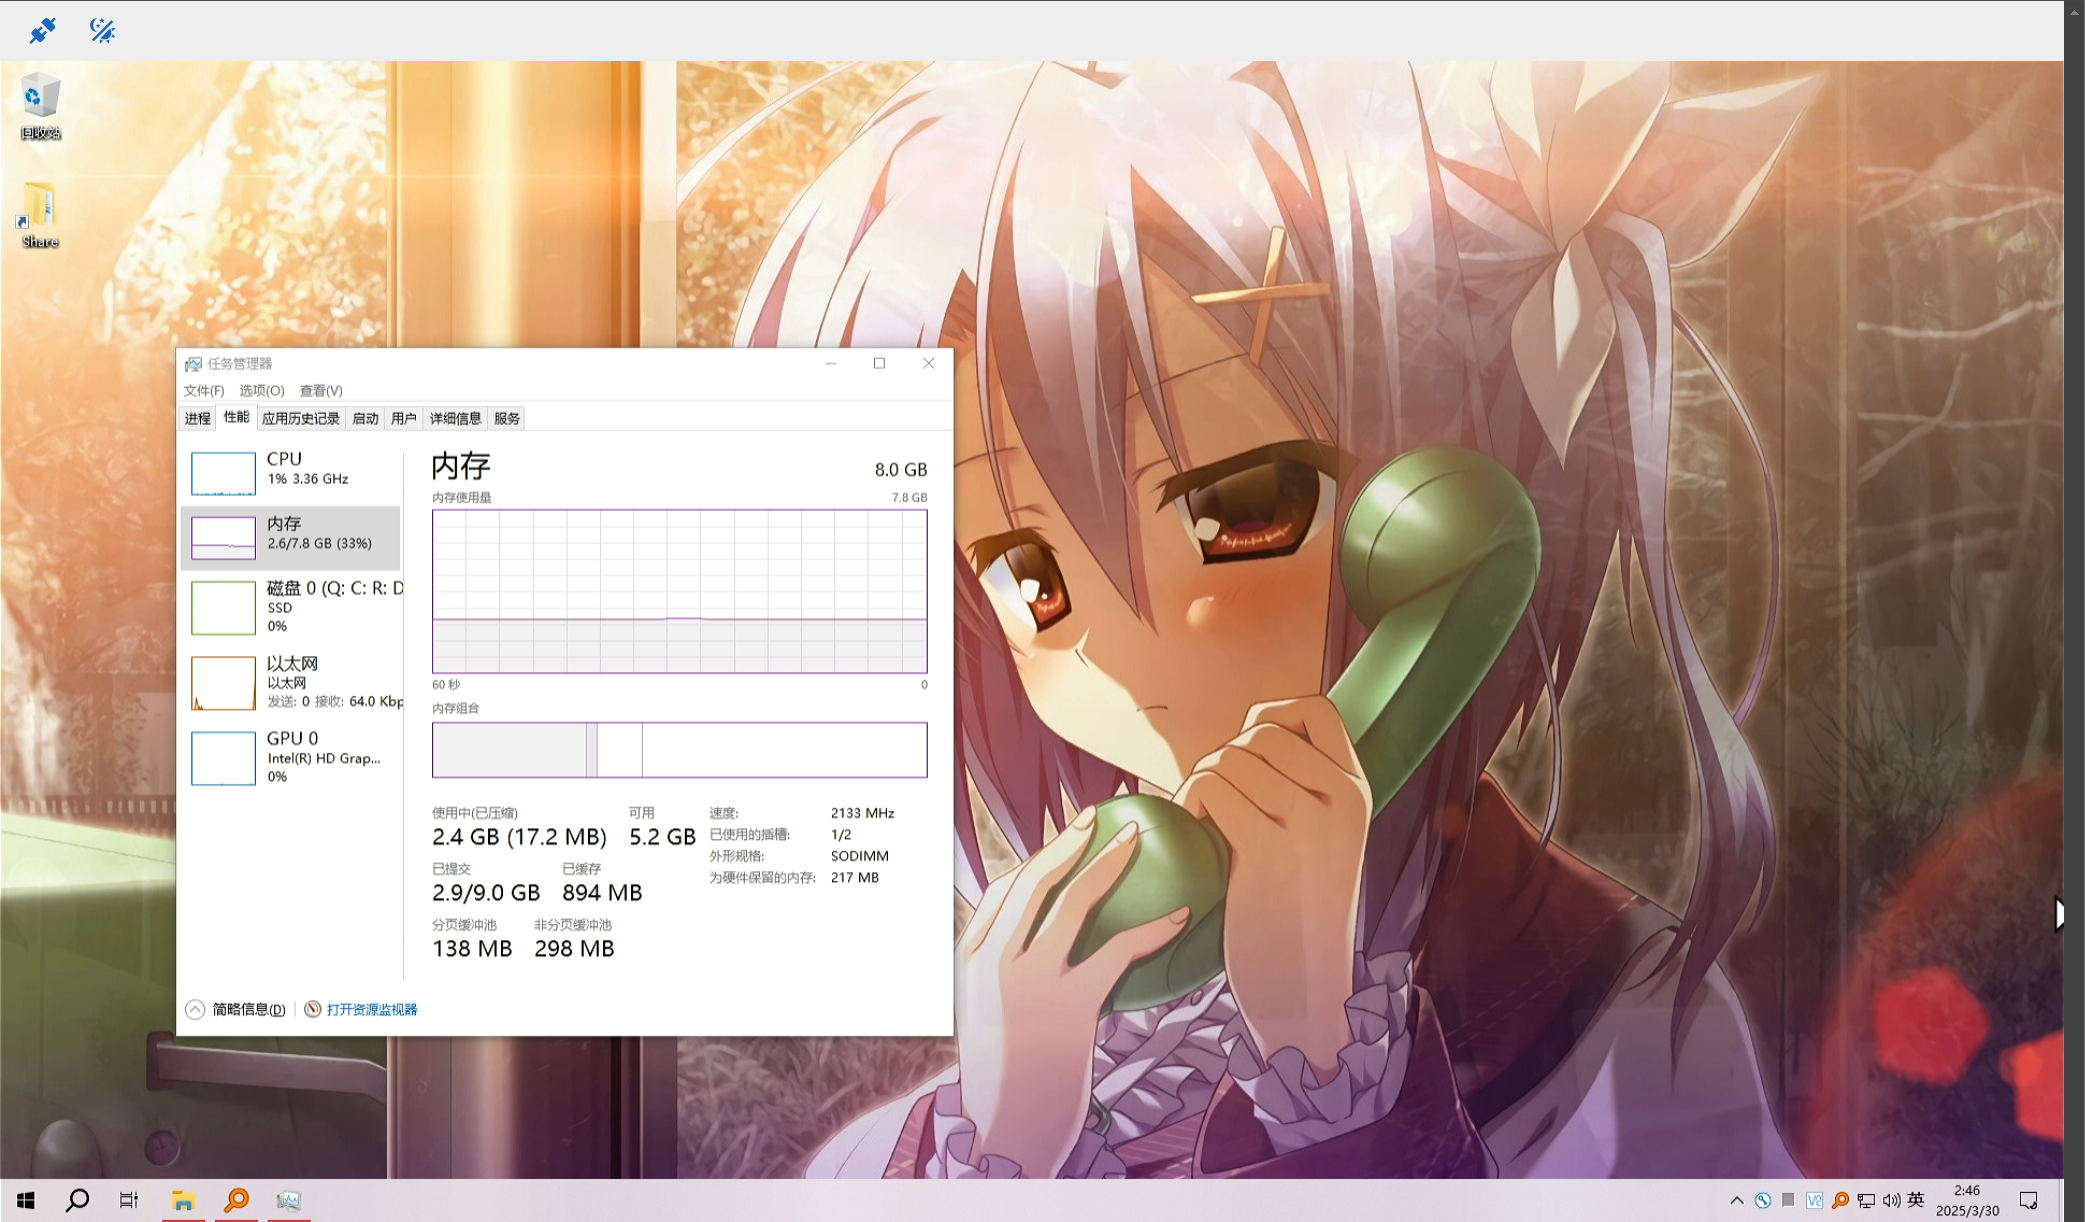 回收站
Share
任务管理器
文件(F) 选项(O) 查看(V)
进程 性能 应用历史记录 启动 用户 详细信息 服务
CPU
1% 3.36 GHz
内存
2.6/7.8 GB (33%)
磁盘 0 (Q: C: R: D
SSD
0%
以太网
以太网
发送: 0 接收: 64.0 Kbp
GPU 0
Intel(R) HD Grap...
0%
内存 8.0 GB
内存使用量 7.8 GB
60 秒 0
内存组合
使用中(已压缩) 可用
2.4 GB (17.2 MB) 5.2 GB
已提交 已缓存
2.9/9.0 GB 894 MB
分页缓冲池 非分页缓冲池
138 MB 298 MB
速度: 2133 MHz
已使用的插槽: 1/2
外形规格: SODIMM
为硬件保留的内存: 217 MB
简略信息(D) 打开资源监视器
英
2:46
2025/3/30